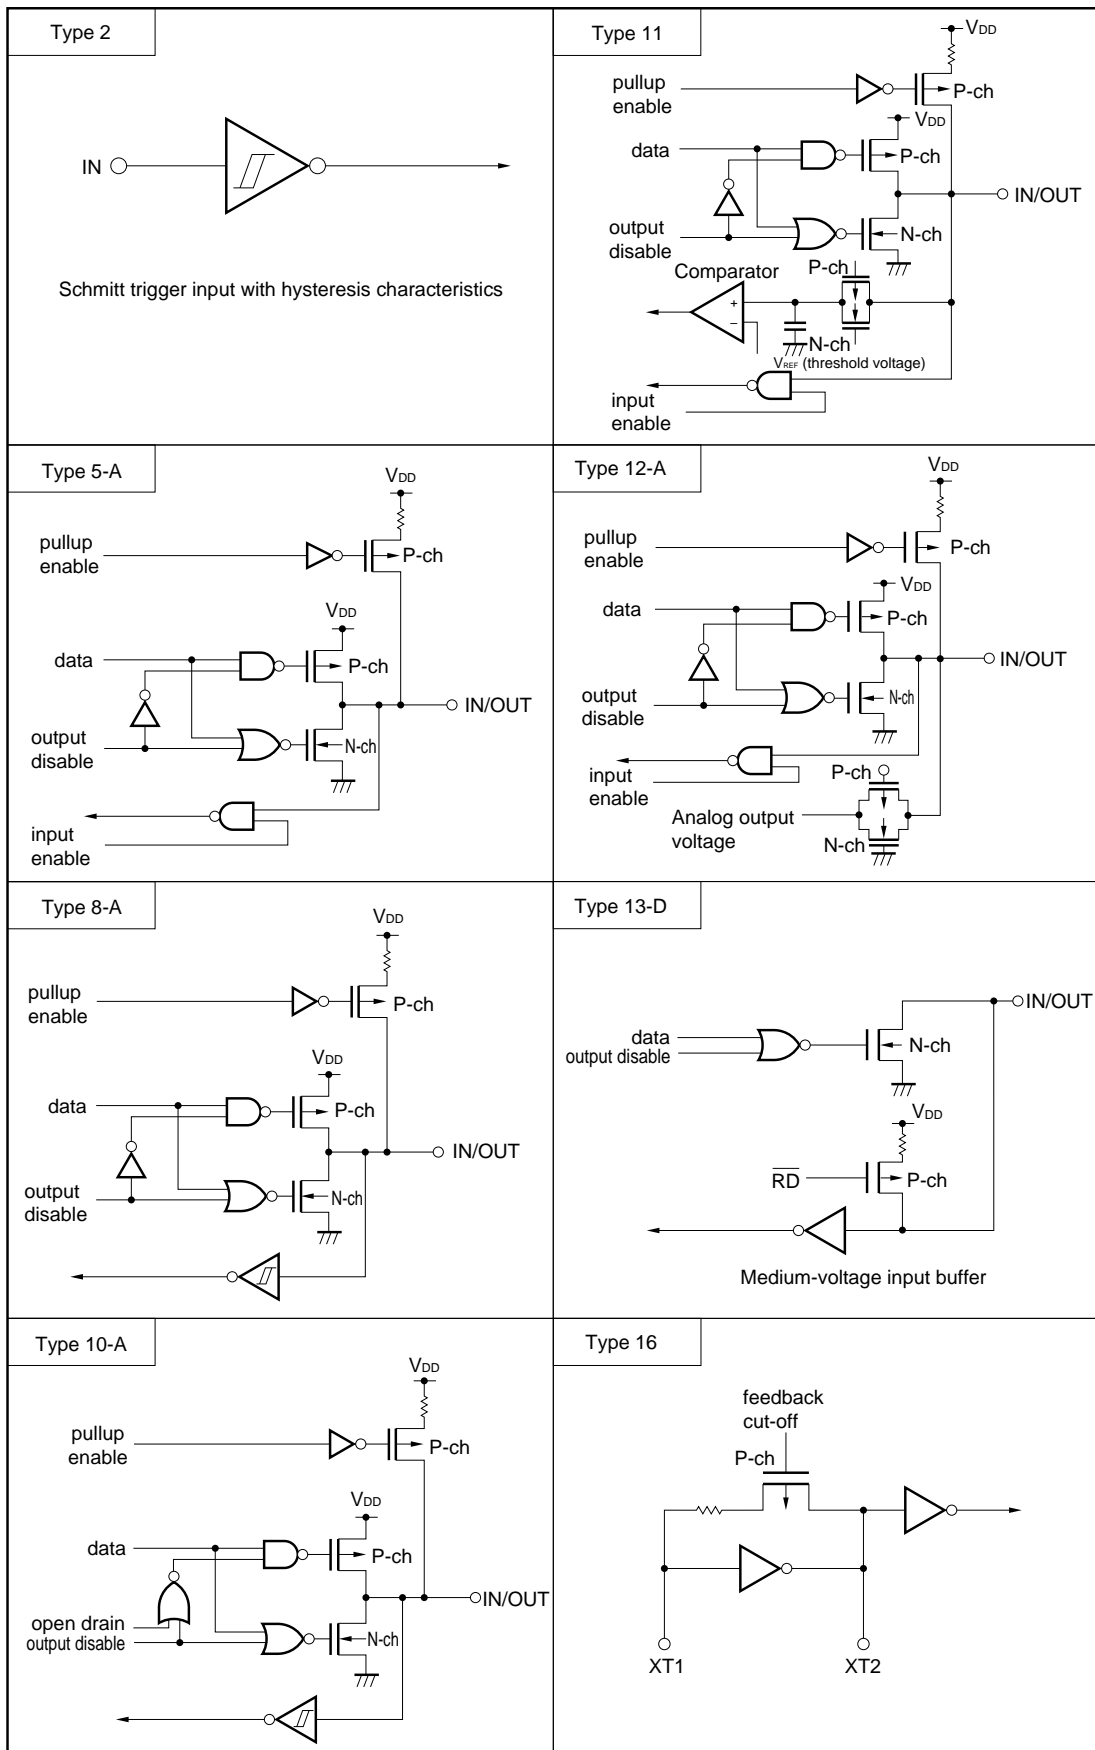 Type 2
IN
Schmitt trigger input with hysteresis characteristics
Type 11
VDD
pullup
enable
P-ch
VDD
data
P-ch
IN/OUT
output
disable
N-ch
P-ch
Comparator
+
–
N-ch
VREF (threshold voltage)
input
enable
Type 5-A
VDD
pullup
enable
P-ch
VDD
data
P-ch
IN/OUT
output
disable
N-ch
input
enable
Type 12-A
VDD
pullup
enable
P-ch
VDD
data
P-ch
IN/OUT
output
disable
N-ch
input
enable
P-ch
Analog output
voltage
N-ch
Type 8-A
VDD
pullup
enable
P-ch
VDD
data
P-ch
IN/OUT
output
disable
N-ch
Type 13-D
IN/OUT
data
output disable
N-ch
VDD
RD
P-ch
Medium-voltage input buffer
Type 10-A
VDD
pullup
enable
P-ch
VDD
data
P-ch
IN/OUT
open drain
output disable
N-ch
Type 16
feedback
cut-off
P-ch
XT1
XT2